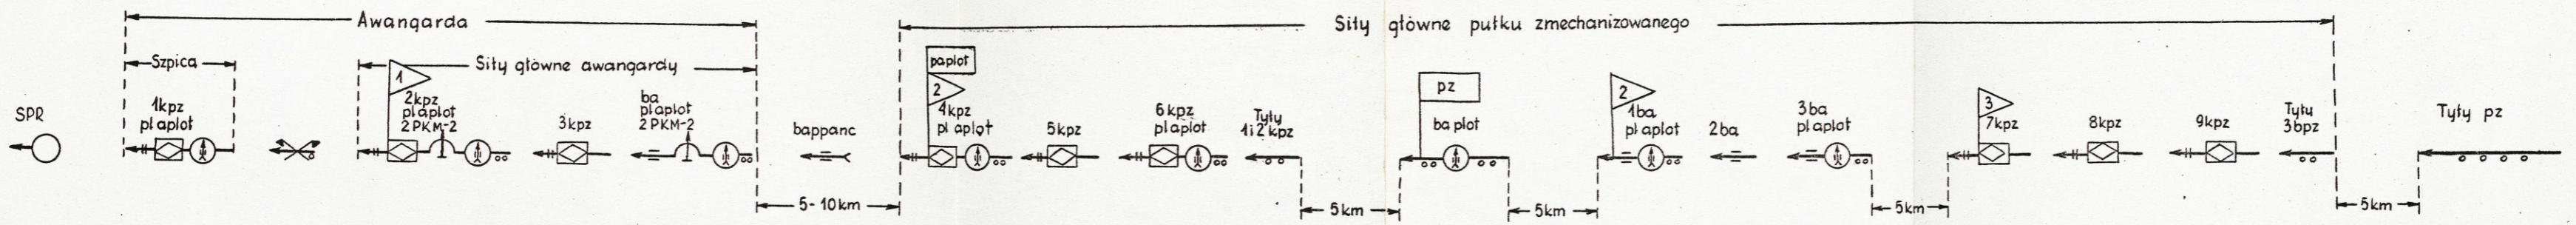 Awangarda
Siły główne pułku zmechanizowanego
Szpica
Siły główne awangardy
SPR
1kpz
pl aplot
1
2kpz
pl aplot
2 PKM-2
3kpz
ba
pl aplot
2 PKM-2
5-10km
bappanc
paplot
2
4kpz
pl aplot
5kpz
6kpz
pl aplot
Tyły
1i2 kpz
5km
pz
ba plot
5km
2
1ba
pl aplot
2ba
3ba
pl aplot
5km
3
7kpz
8kpz
9kpz
Tyły
3bpz
5km
Tyły pz